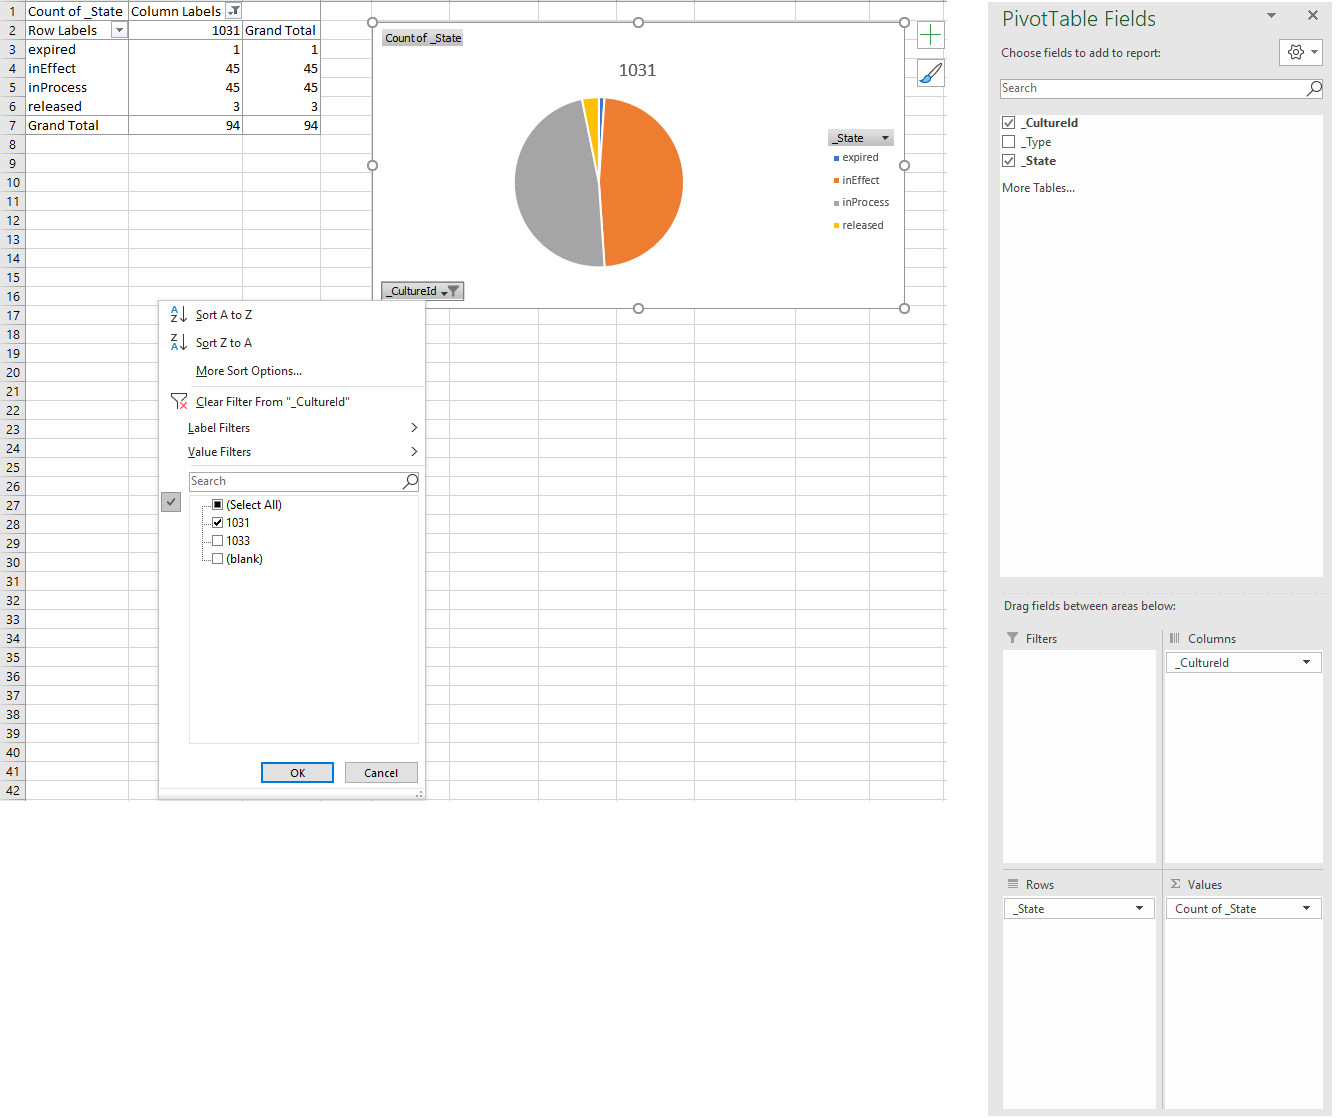 1 Count of _State Column Labels
2 Row Labels 1031 Grand Total
3 expired 1 1
4 inEffect 45 45
5 inProcess 45 45
6 released 3 3
7 Grand Total 94 94
8
9
10
11
12
13
14
15
16
17
18
19
20
21
22
23
24
25
26
27
28
29
30
31
32
33
34
35
36
37
38
39
40
41
42
Count of _State
1031
_State
expired
inEffect
inProcess
released
_CultureId
Sort A to Z
Sort Z to A
More Sort Options...
Clear Filter From "_CultureId"
Label Filters
Value Filters
Search
(Select All)
1031
1033
(blank)
OK Cancel
PivotTable Fields
Choose fields to add to report:
Search
_CultureId
_Type
_State
More Tables...
Drag fields between areas below:
Filters
Columns
_CultureId
Rows
_State
Σ Values
Count of _State